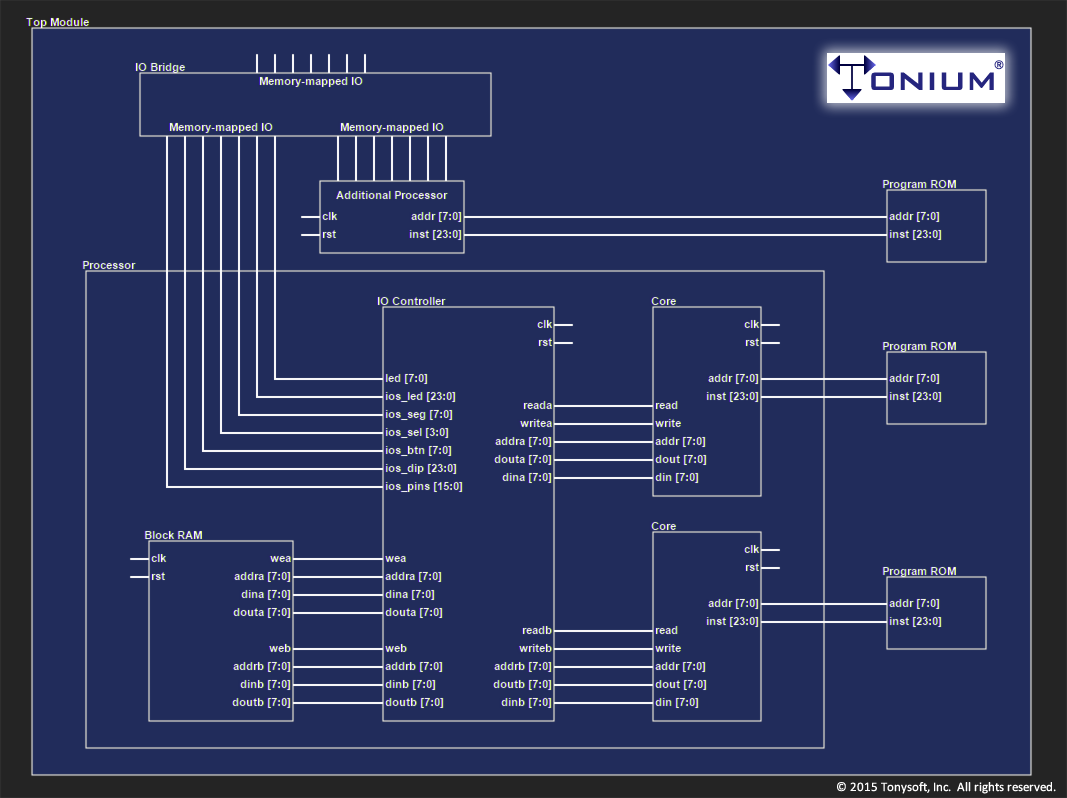 Top Module
TONIUM®
IO Bridge
Memory-mapped IO
Memory-mapped IO
Memory-mapped IO
Additional Processor
clk
rst
addr [7:0]
inst [23:0]
Program ROM
addr [7:0]
inst [23:0]
Processor
IO Controller
clk
rst
led [7:0]
ios_led [23:0]
ios_seg [7:0]
ios_sel [3:0]
ios_btn [7:0]
ios_dip [23:0]
ios_pins [15:0]
reada
writea
addra [7:0]
douta [7:0]
dina [7:0]
wea
addra [7:0]
dina [7:0]
douta [7:0]
web
addrb [7:0]
dinb [7:0]
doutb [7:0]
readb
writeb
addrb [7:0]
doutb [7:0]
dinb [7:0]
Core
clk
rst
addr [7:0]
inst [23:0]
read
write
addr [7:0]
dout [7:0]
din [7:0]
Program ROM
addr [7:0]
inst [23:0]
Block RAM
clk
rst
wea
addra [7:0]
dina [7:0]
douta [7:0]
web
addrb [7:0]
dinb [7:0]
doutb [7:0]
Core
clk
rst
addr [7:0]
inst [23:0]
read
write
addr [7:0]
dout [7:0]
din [7:0]
Program ROM
addr [7:0]
inst [23:0]
© 2015 Tonysoft, Inc. All rights reserved.